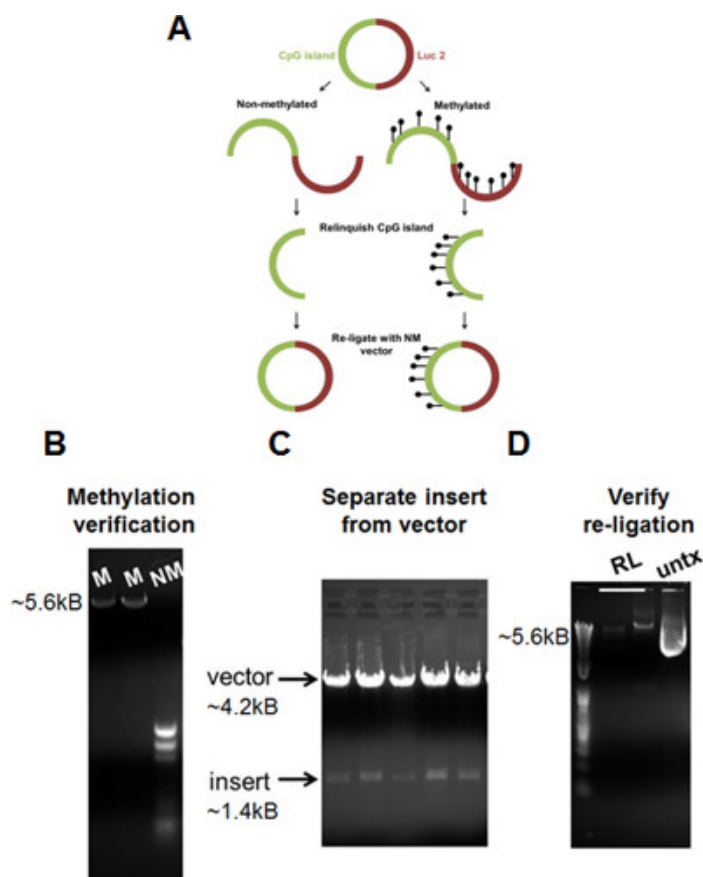 A
CpG island
Luc 2
Non-methylated
Methylated
Relinquish CpG island
Re-ligate with NM
vector
B
Methylation
verification
M M NM
~5.6kB
C
Separate insert
from vector
vector
~4.2kB
insert
~1.4kB
D
Verify
re-ligation
RL untx
~5.6kB